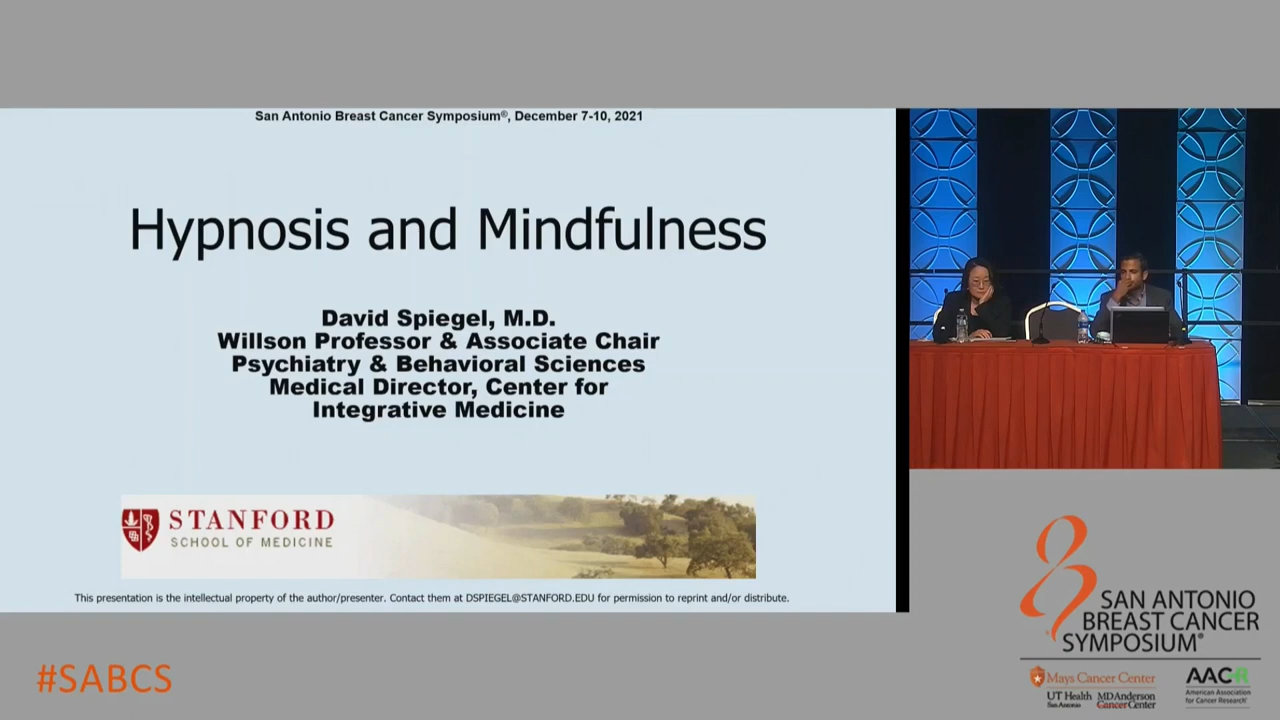 San Antonio Breast Cancer Symposium®, December 7-10, 2021
Hypnosis and Mindfulness
David Spiegel, M.D.
Willson Professor & Associate Chair
Psychiatry & Behavioral Sciences
Medical Director, Center for
Integrative Medicine
STANFORD
SCHOOL OF MEDICINE
This presentation is the intellectual property of the author/presenter. Contact them at DSPIEGEL@STANFORD.EDU for permission to reprint and/or distribute.
#SABCS
SAN ANTONIO
BREAST CANCER
SYMPOSIUM®
Mays Cancer Center
UT Health
San Antonio
MDAnderson
Cancer Center
AACR
American Association
for Cancer Research®